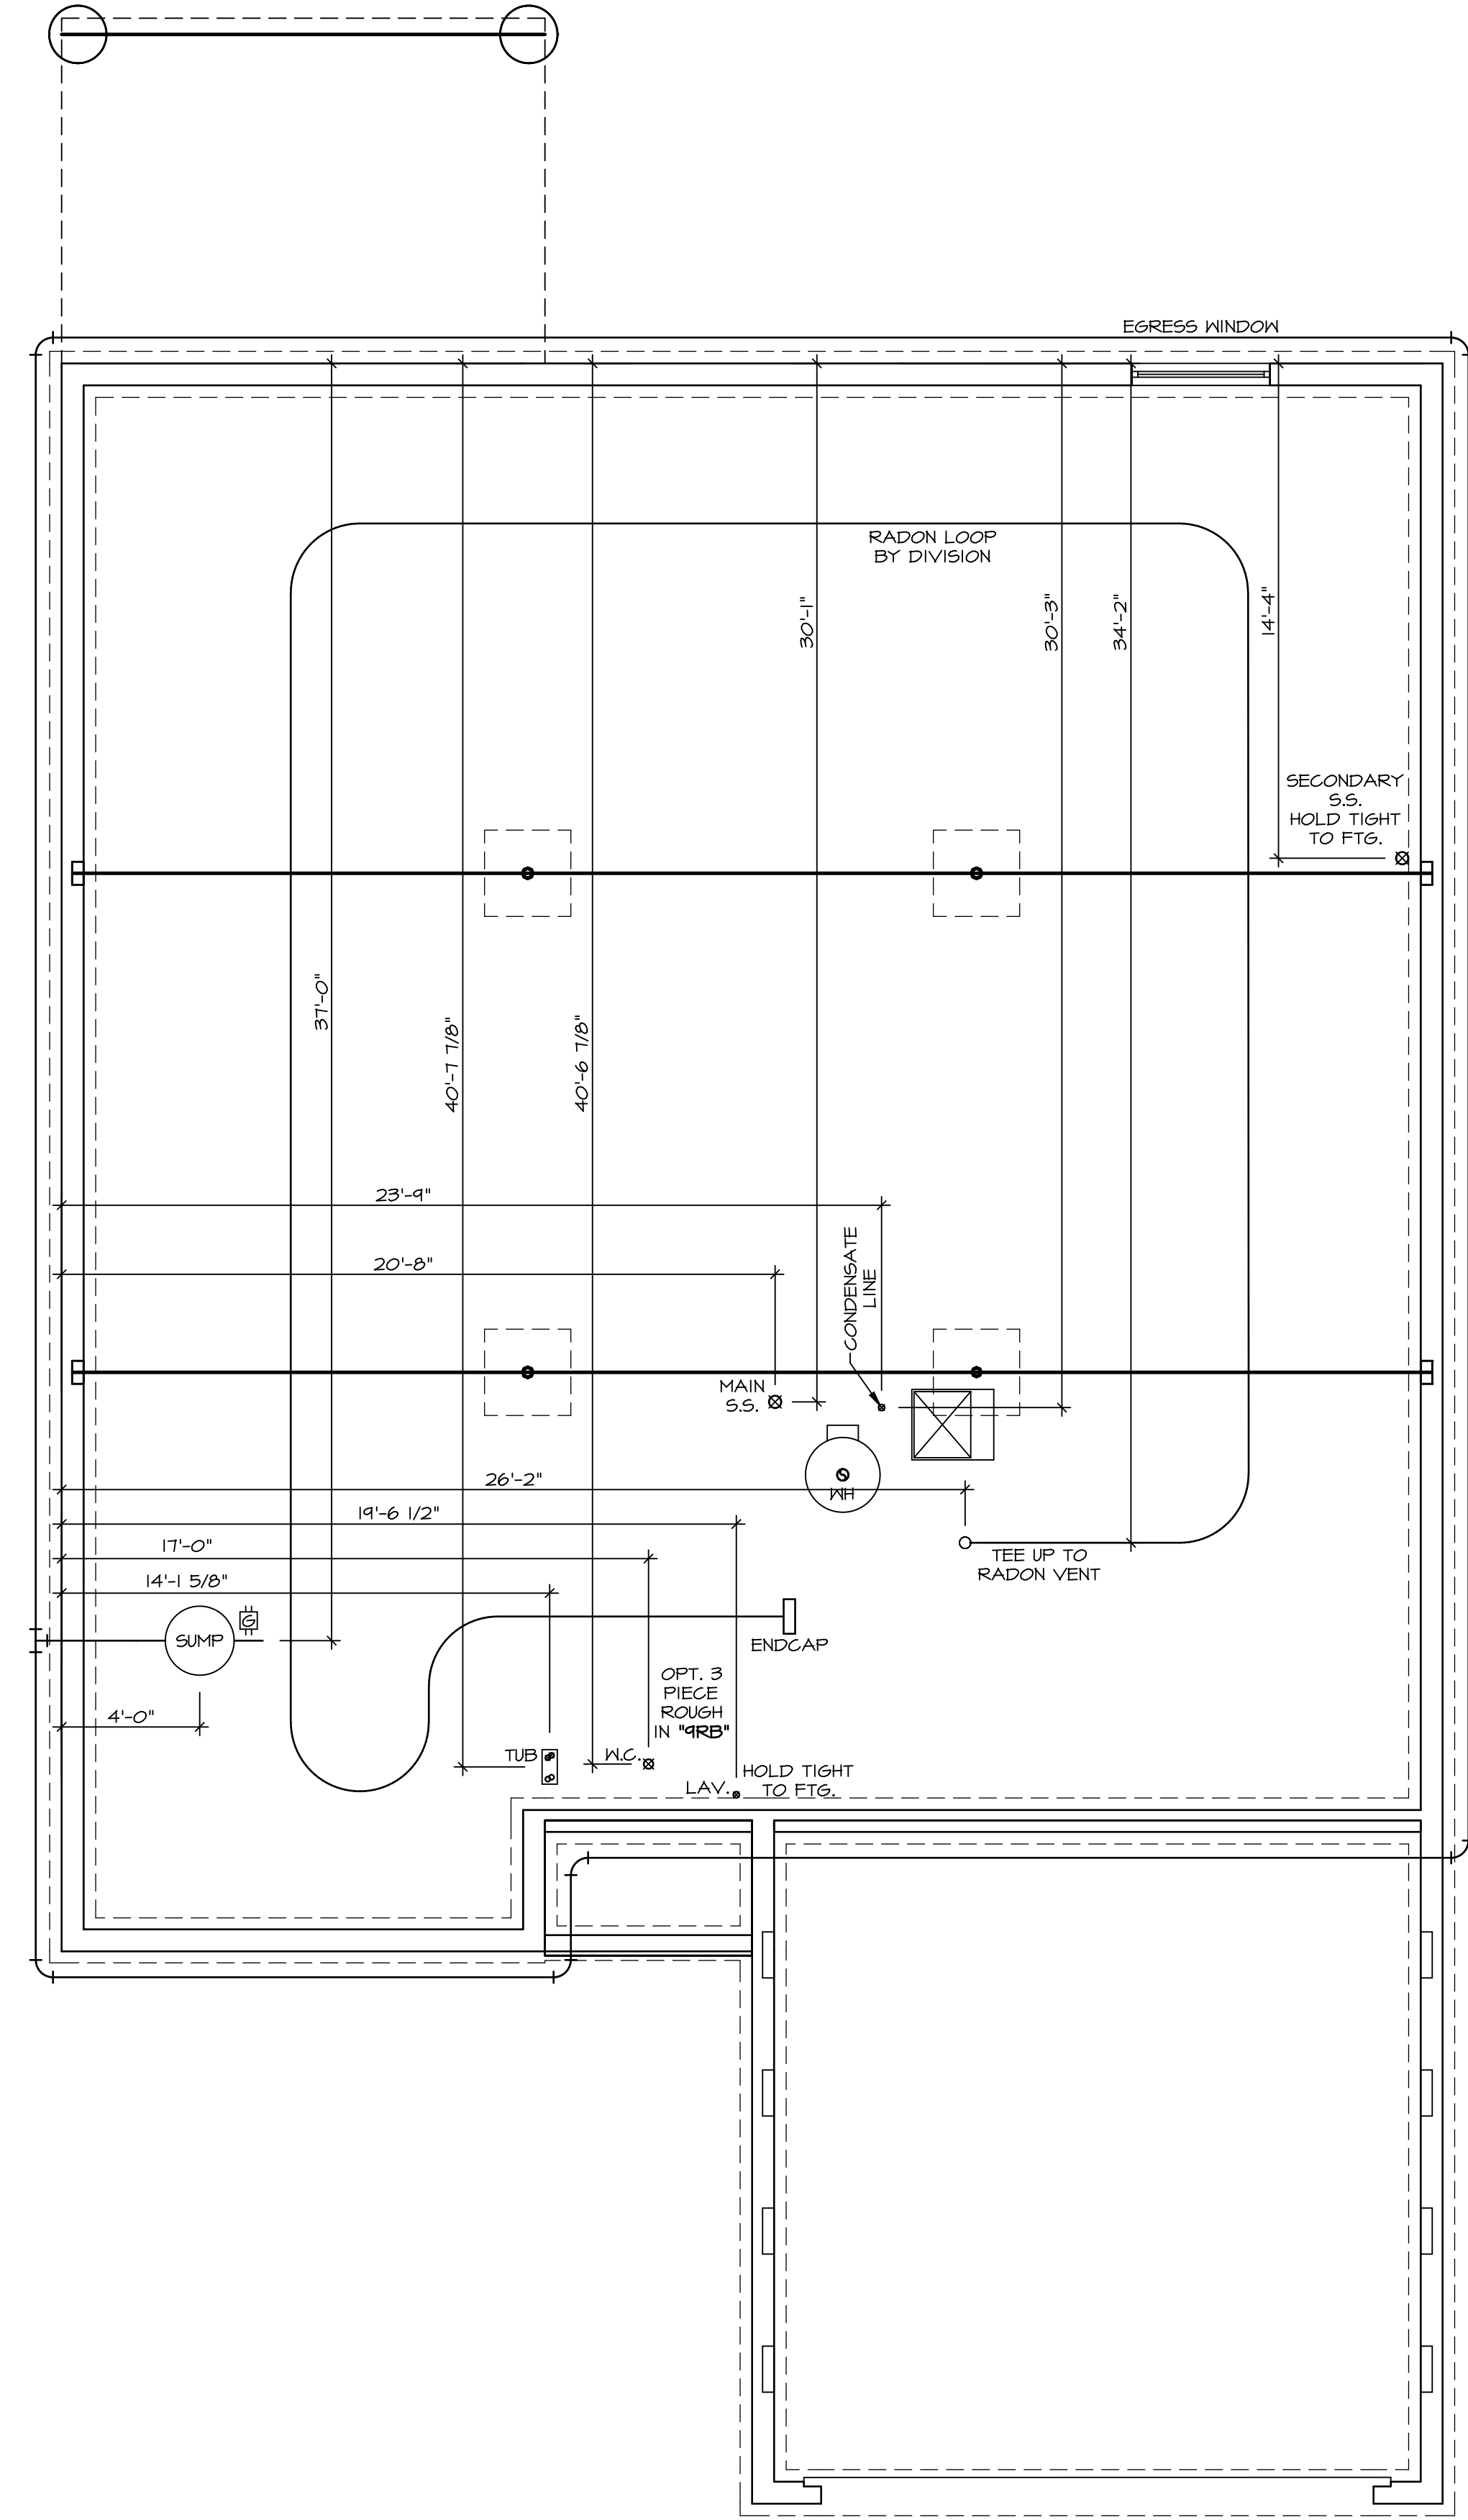 EGRESS WINDOW
RADON LOOP
BY DIVISION
30'-1"
30'-3"
34'-2"
14'-4"
SECONDARY
S.S.
HOLD TIGHT
TO FTG.
37'-0"
40'-7 7/8"
40'-6 7/8"
23'-9"
20'-8"
CONDENSATE
LINE
MAIN
S.S.
26'-2"
WH
19'-6 1/2"
17'-0"
TEE UP TO
RADON VENT
14'-1 5/8"
G
SUMP
ENDCAP
OPT. 3
PIECE
ROUGH
IN "9RB"
4'-0"
TUB
W.C.
HOLD TIGHT
TO FTG.
LAV.